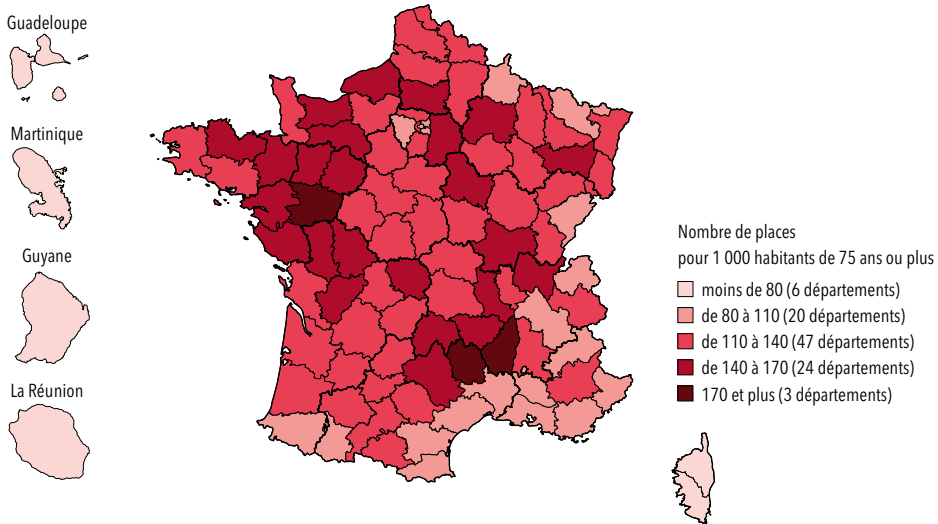 Guadeloupe
Martinique
Guyane
La Réunion
Nombre de places
pour 1 000 habitants de 75 ans ou plus
moins de 80 (6 départements)
de 80 à 110 (20 départements)
de 110 à 140 (47 départements)
de 140 à 170 (24 départements)
170 et plus (3 départements)